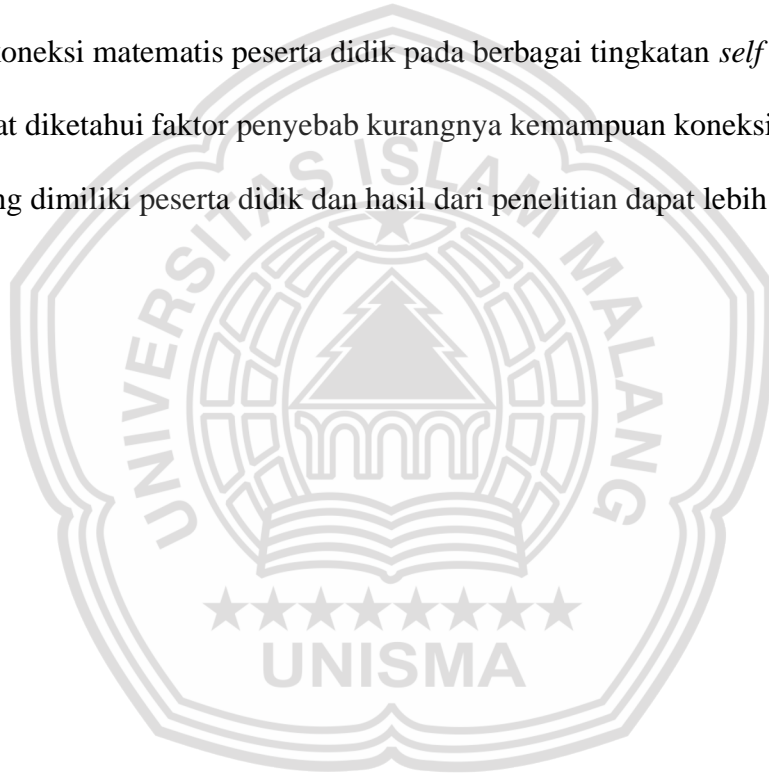 koneksi matematis peserta didik pada berbagai tingkatan self
at diketahui faktor penyebab kurangnya kemampuan koneksi
ng dimiliki peserta didik dan hasil dari penelitian dapat lebih
UNIVERSITAS ISLAM MALANG
UNISMA